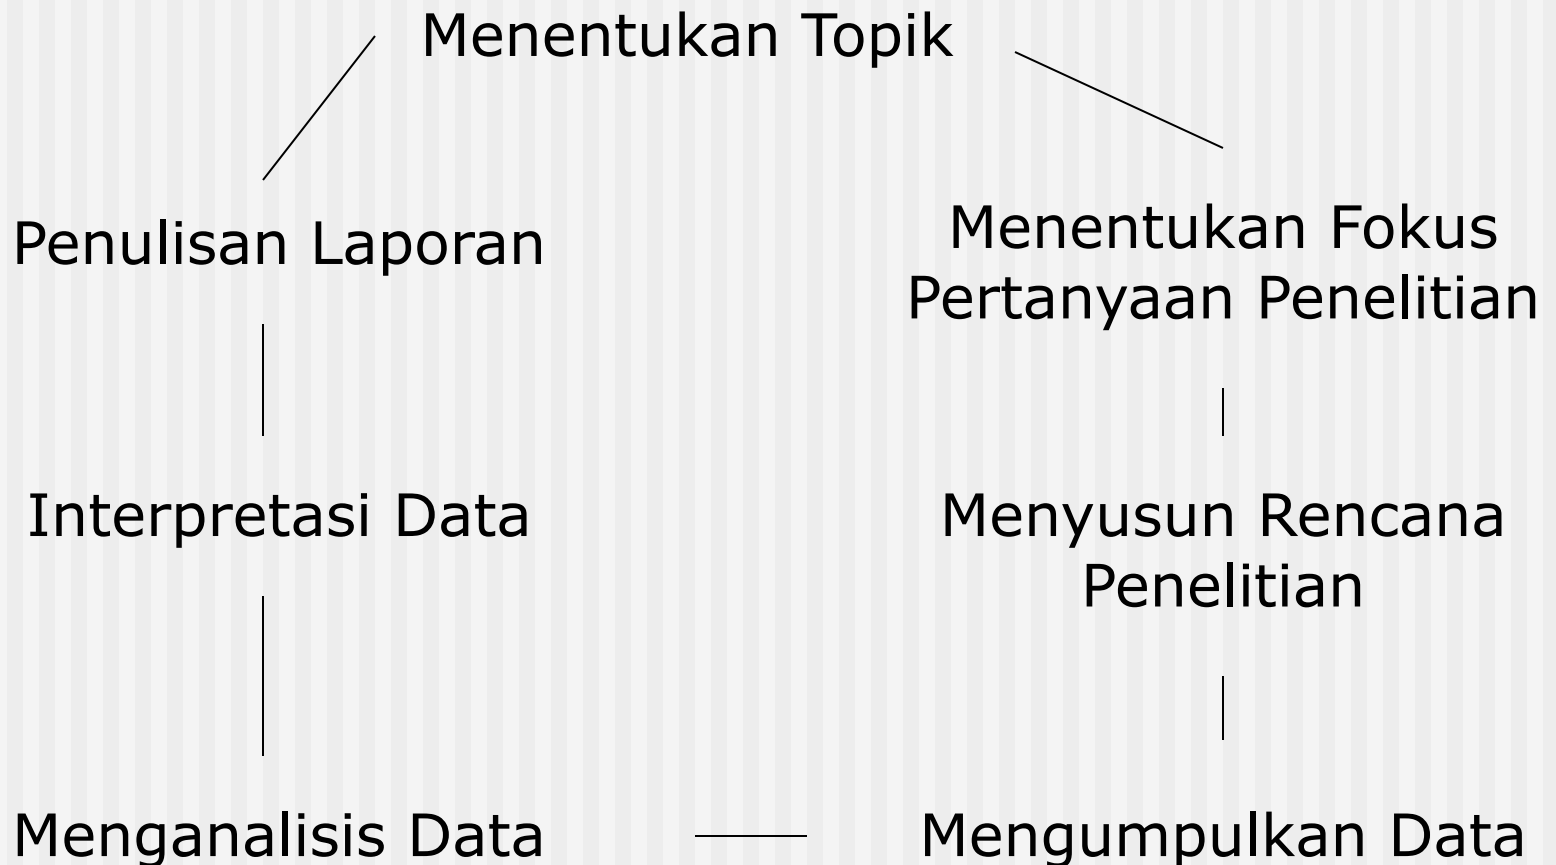 Menentukan Topik
Penulisan Laporan
Menentukan Fokus
Pertanyaan Penelitian
Interpretasi Data
Menyusun Rencana
Penelitian
Menganalisis Data
Mengumpulkan Data